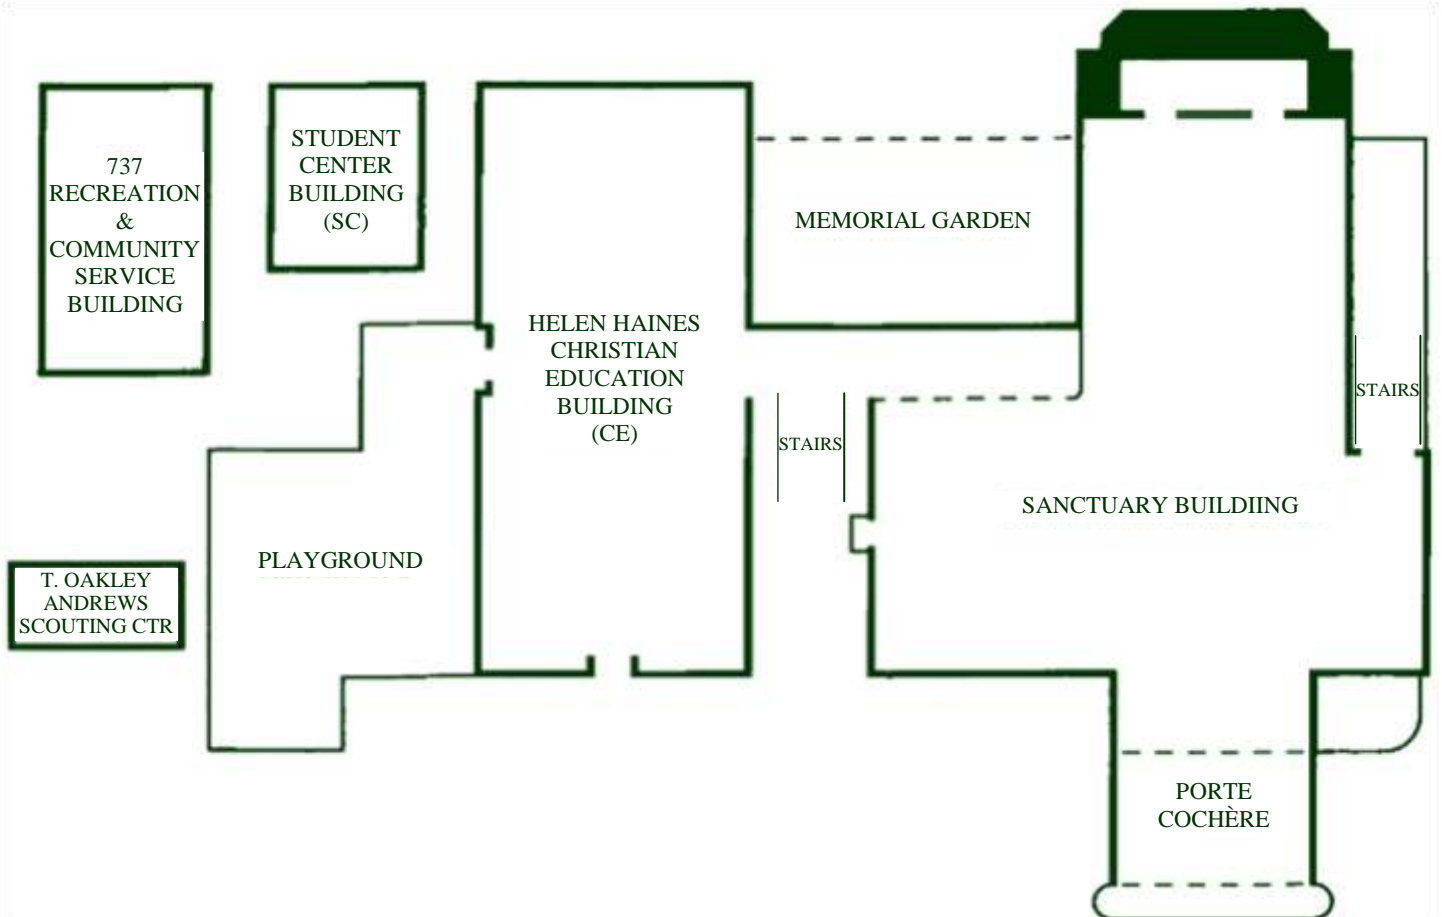 737
RECREATION
&
COMMUNITY
SERVICE
BUILDING
STUDENT
CENTER
BUILDING
(SC)
MEMORIAL GARDEN
HELEN HAINES
CHRISTIAN
EDUCATION
BUILDING
(CE)
STAIRS
STAIRS
SANCTUARY BUILDIING
PLAYGROUND
T. OAKLEY
ANDREWS
SCOUTING CTR
PORTE
COCHÈRE